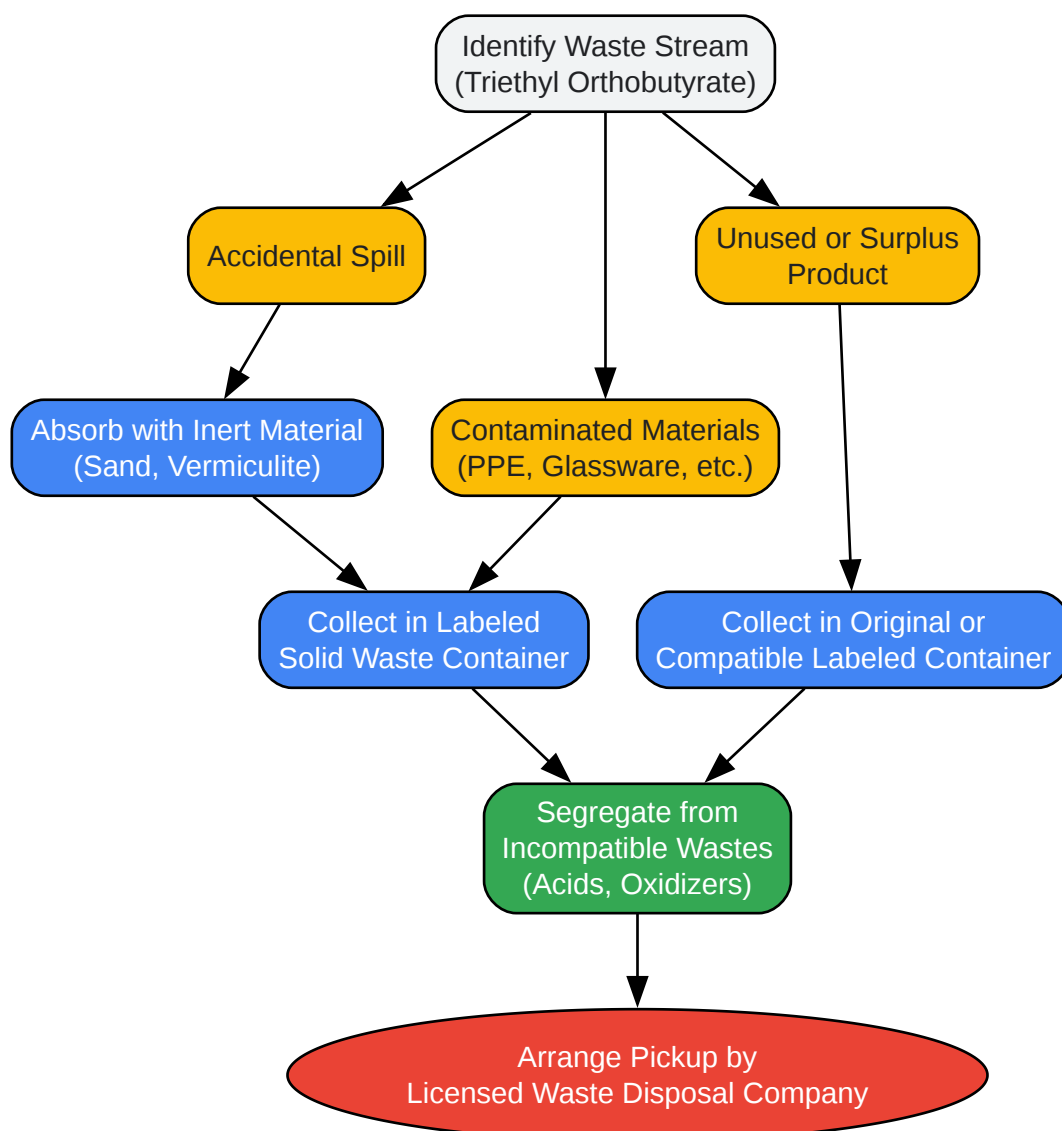 Identify Waste Stream
(Triethyl Orthobutyrate)
Accidental Spill
Unused or Surplus
Product
Absorb with Inert Material
(Sand, Vermiculite)
Contaminated Materials
(PPE, Glassware, etc.)
Collect in Labeled
Solid Waste Container
Collect in Original or
Compatible Labeled Container
Segregate from
Incompatible Wastes
(Acids, Oxidizers)
Arrange Pickup by
Licensed Waste Disposal Company